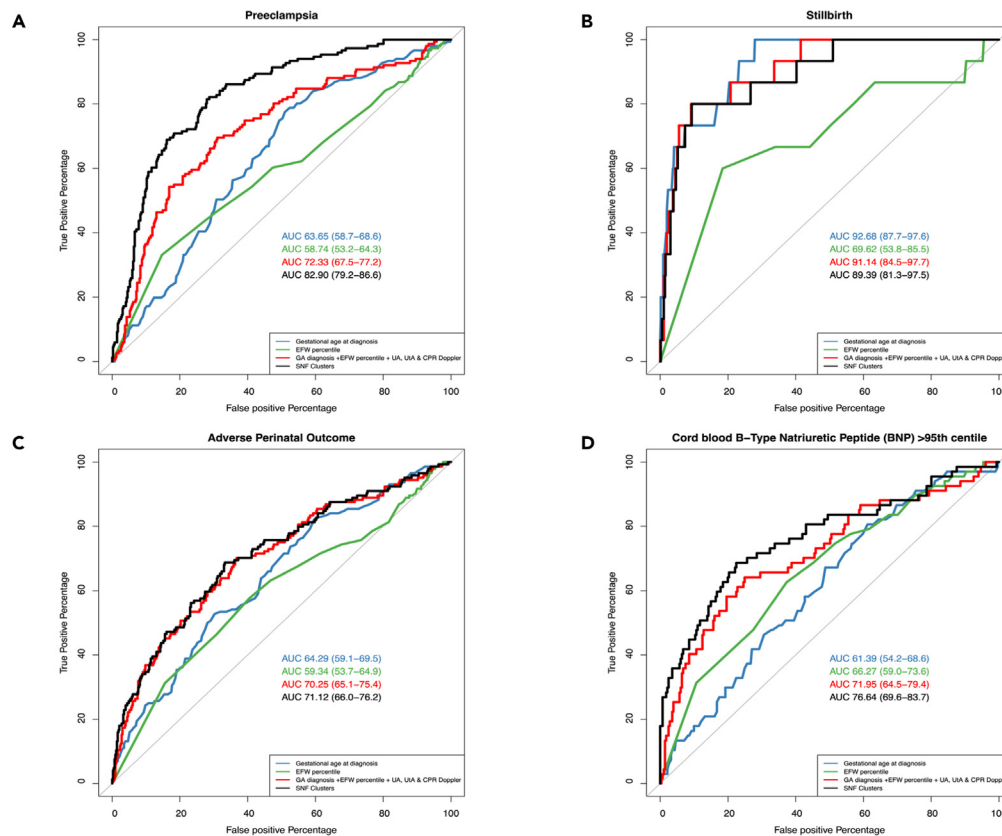 A
Preeclampsia
100
80
60
40
20
0
True Positive Percentage
AUC 63.65 (58.7–68.6)
AUC 58.74 (53.2–64.3)
AUC 72.33 (67.5–77.2)
AUC 82.90 (79.2–86.6)
Gestational age at diagnosis
EFW percentile
GA diagnosis +EFW percentile + UA, UtA & CPR Doppler
SNF Clusters
0 20 40 60 80 100
False positive Percentage
B
Stillbirth
100
80
60
40
20
0
True Positive Percentage
AUC 92.68 (87.7–97.6)
AUC 69.62 (53.8–85.5)
AUC 91.14 (84.5–97.7)
AUC 89.39 (81.3–97.5)
Gestational age at diagnosis
EFW percentile
GA diagnosis +EFW percentile + UA, UtA & CPR Doppler
SNF Clusters
0 20 40 60 80 100
False positive Percentage
C
Adverse Perinatal Outcome
100
80
60
40
20
0
True Positive Percentage
AUC 64.29 (59.1–69.5)
AUC 59.34 (53.7–64.9)
AUC 70.25 (65.1–75.4)
AUC 71.12 (66.0–76.2)
Gestational age at diagnosis
EFW percentile
GA diagnosis +EFW percentile + UA, UtA & CPR Doppler
SNF Clusters
0 20 40 60 80 100
False positive Percentage
D
Cord blood B-Type Natriuretic Peptide (BNP) >95th centile
100
80
60
40
20
0
True Positive Percentage
AUC 61.39 (54.2–68.6)
AUC 66.27 (59.0–73.6)
AUC 71.95 (64.5–79.4)
AUC 76.64 (69.6–83.7)
Gestational age at diagnosis
EFW percentile
GA diagnosis +EFW percentile + UA, UtA & CPR Doppler
SNF Clusters
0 20 40 60 80 100
False positive Percentage